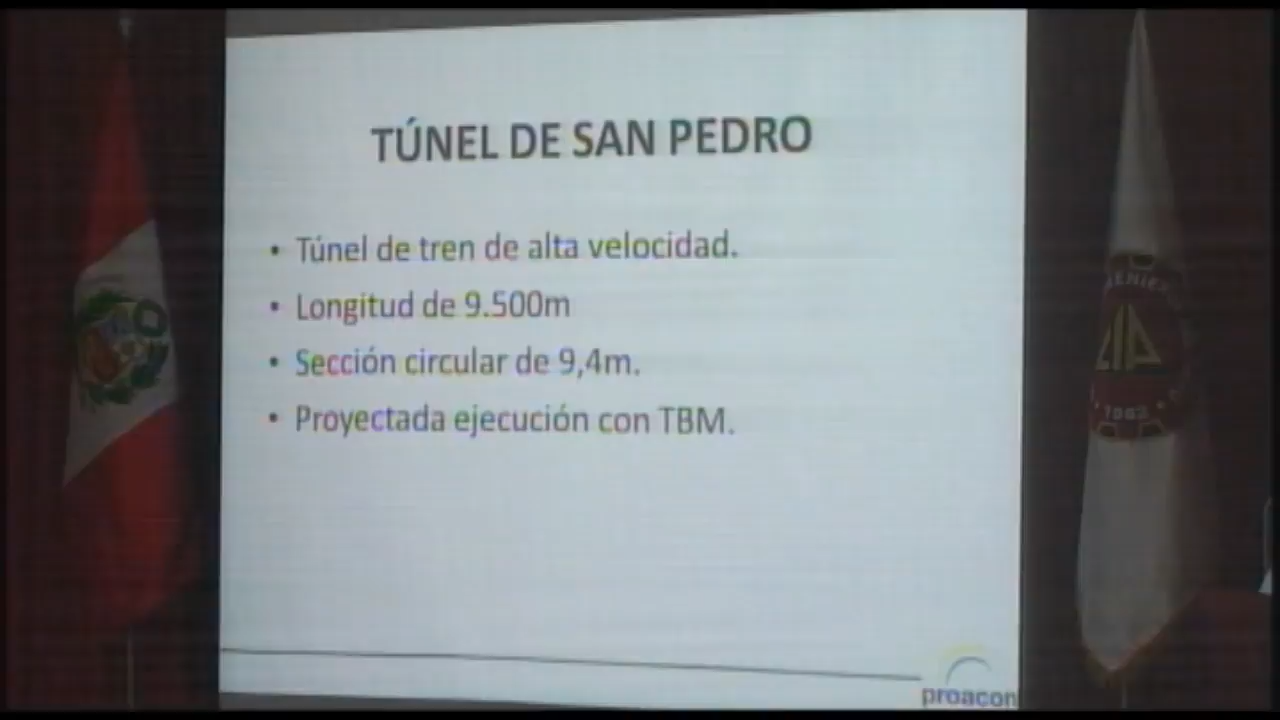 TÚNEL DE SAN PEDRO
• Túnel de tren de alta velocidad.
• Longitud de 9.500m
• Sección circular de 9,4m.
• Proyectada ejecución con TBM.
proacon